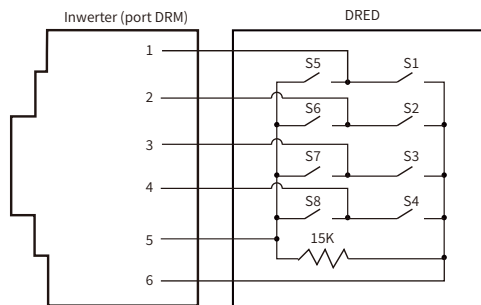 Inwerter (port DRM)
DRED
1
S5
S1
2
S6
S2
3
S7
S3
4
S8
S4
5
15K
6